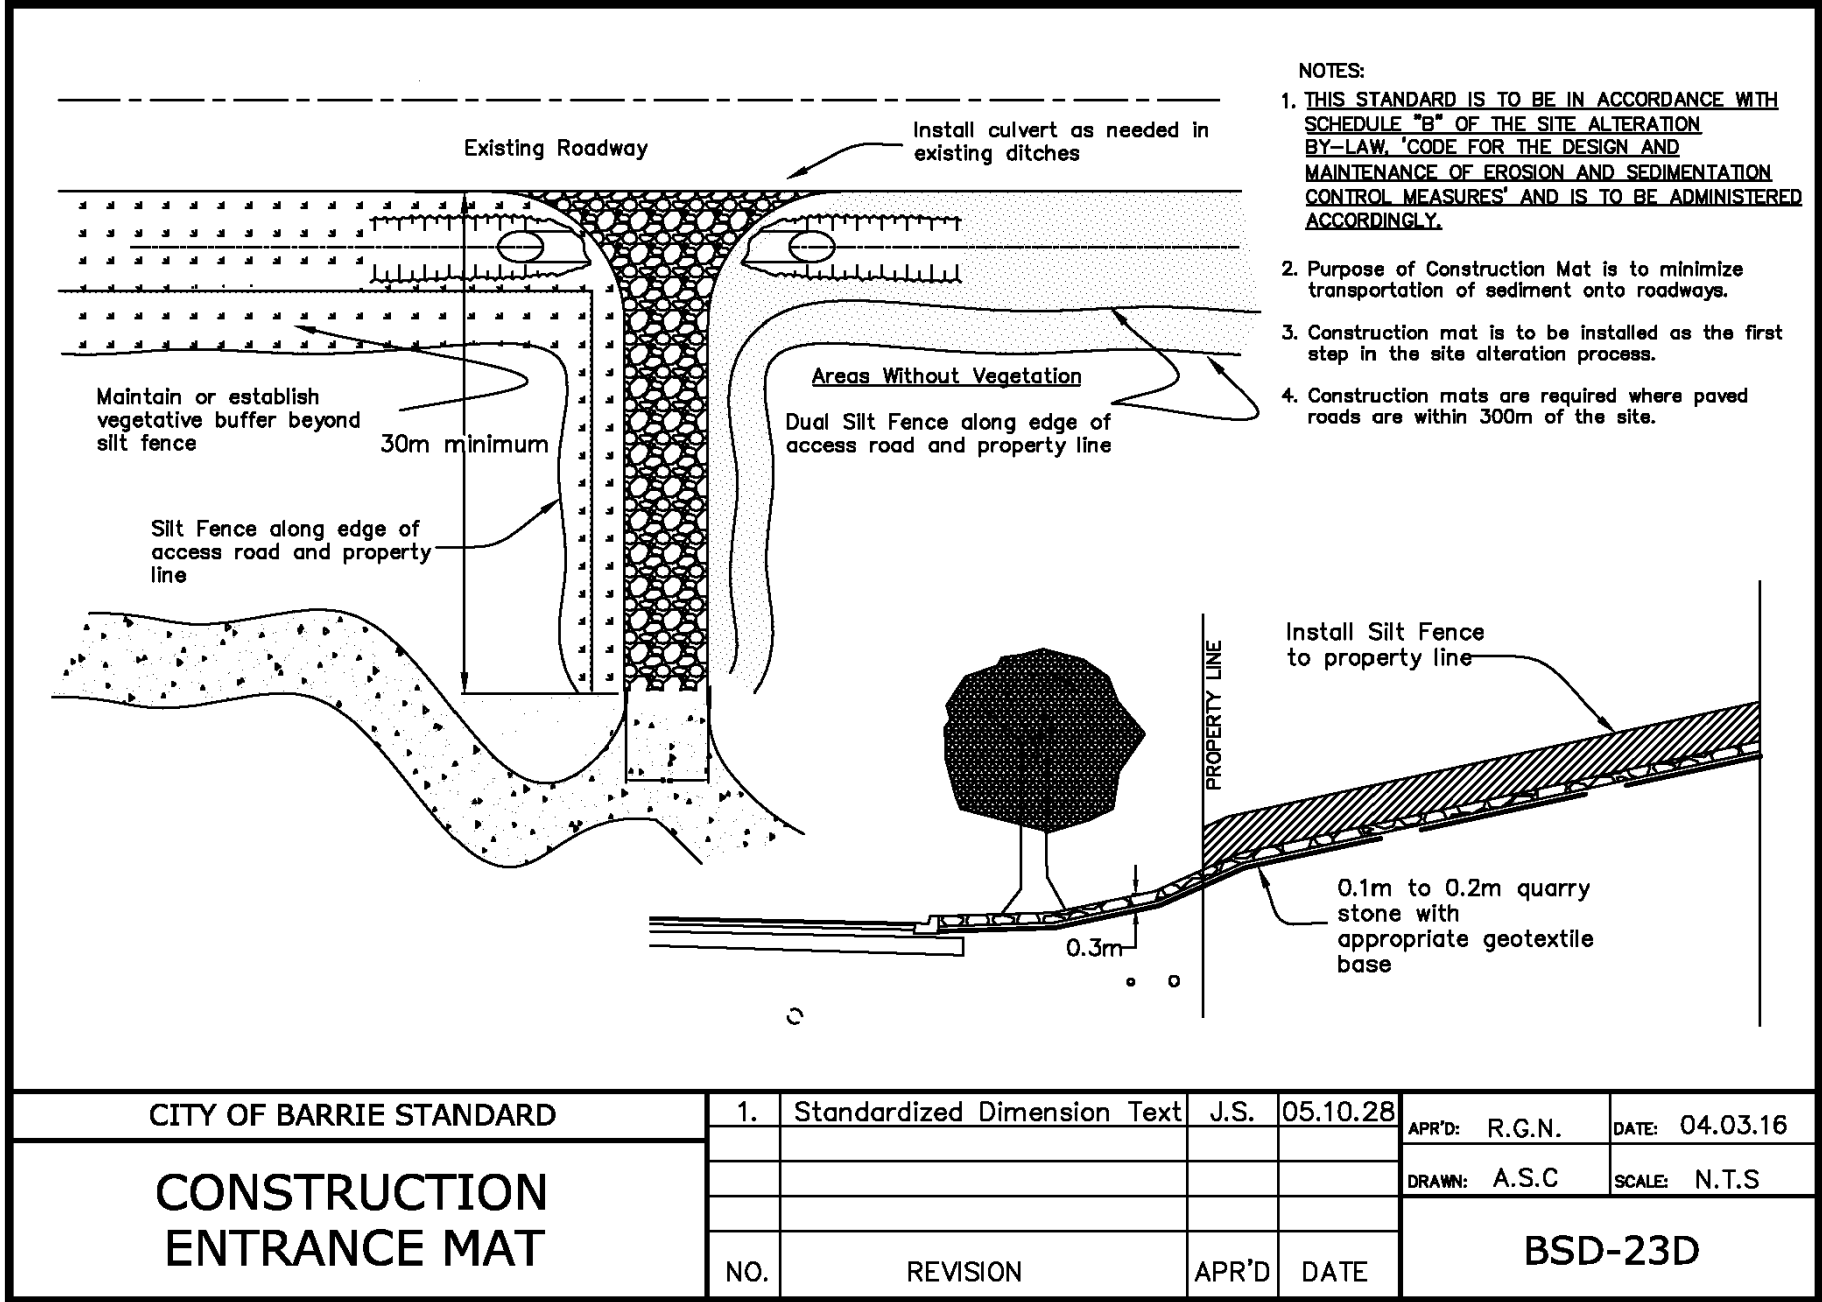 NOTES:
1. THIS STANDARD IS TO BE IN ACCORDANCE WITH
SCHEDULE "B" OF THE SITE ALTERATION
BY-LAW, 'CODE FOR THE DESIGN AND
MAINTENANCE OF EROSION AND SEDIMENTATION
CONTROL MEASURES' AND IS TO BE ADMINISTERED
ACCORDINGLY.
2. Purpose of Construction Mat is to minimize
transportation of sediment onto roadways.
3. Construction mat is to be installed as the first
step in the site alteration process.
4. Construction mats are required where paved
roads are within 300m of the site.
Existing Roadway
Install culvert as needed in
existing ditches
Maintain or establish
vegetative buffer beyond
silt fence
30m minimum
Areas Without Vegetation
Dual Silt Fence along edge of
access road and property line
Silt Fence along edge of
access road and property
line
PROPERTY LINE
Install Silt Fence
to property line
0.3m
0.1m to 0.2m quarry
stone with
appropriate geotextile
base
CITY OF BARRIE STANDARD
CONSTRUCTION
ENTRANCE MAT
1. Standardized Dimension Text J.S. 05.10.28
NO. REVISION APR'D DATE
APR'D: R.G.N. DATE: 04.03.16
DRAWN: A.S.C SCALE: N.T.S
BSD-23D